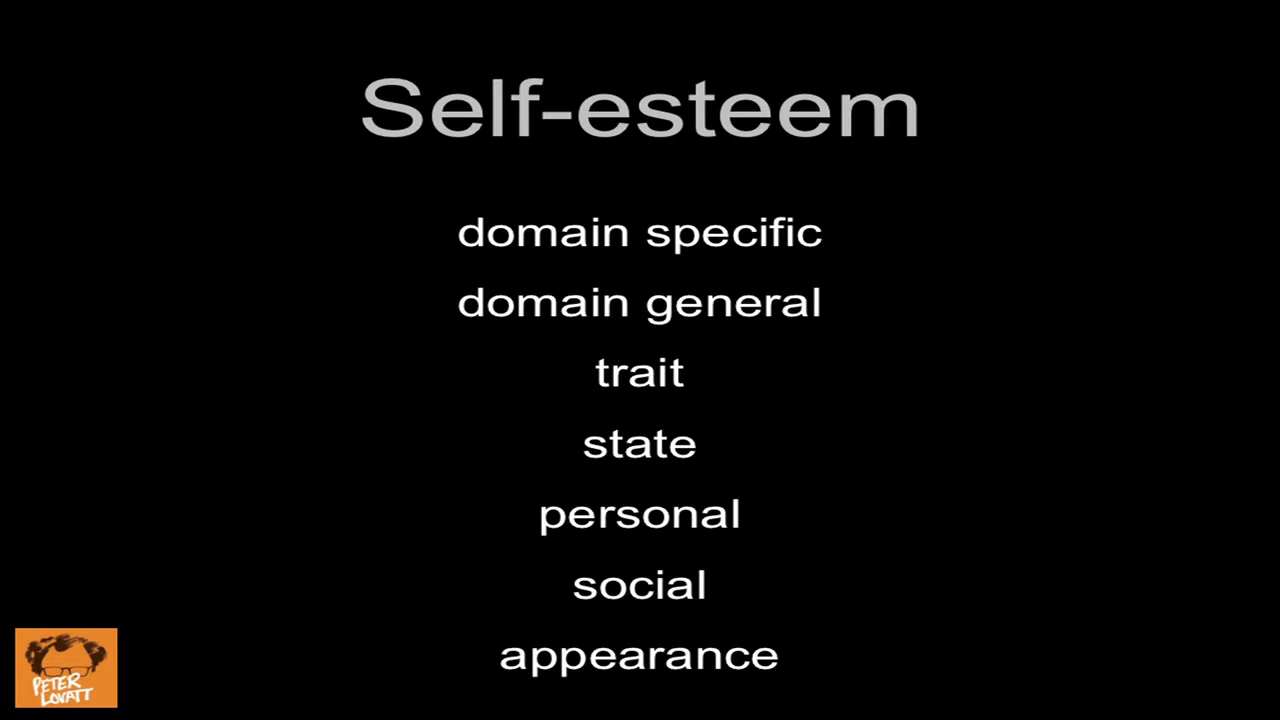 Self-esteem
domain specific
domain general
trait
state
personal
social
appearance
PETER
LOVATT